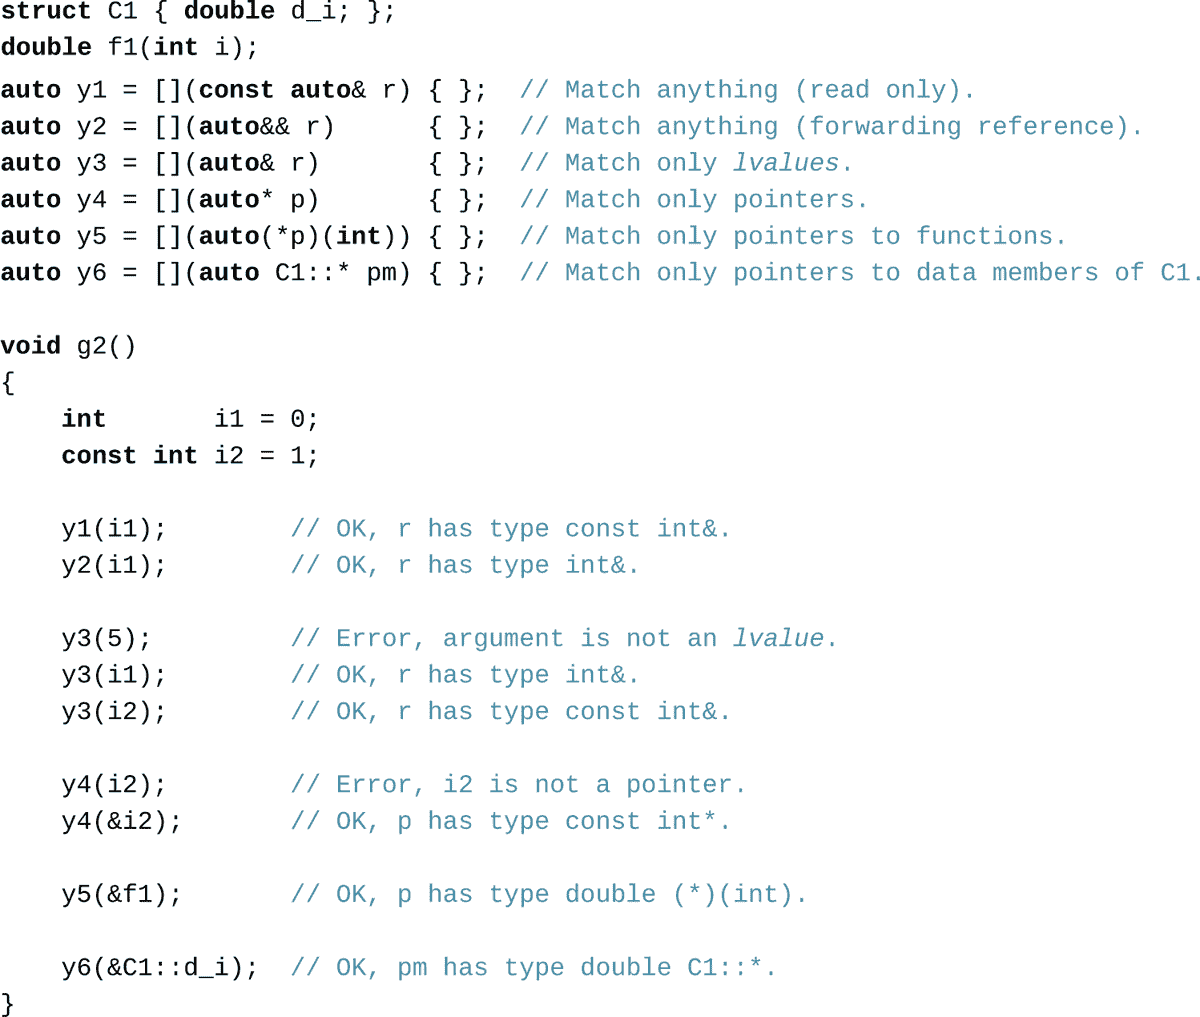 struct C1 { double d_i; };
double f1(int i);
auto y1 = [](const auto& r) { };  // Match anything (read only).
auto y2 = [](auto&& r)      { };  // Match anything (forwarding reference).
auto y3 = [](auto& r)       { };  // Match only lvalues.
auto y4 = [](auto* p)       { };  // Match only pointers.
auto y5 = [](auto(*p)(int)) { };  // Match only pointers to functions.
auto y6 = [](auto C1::* pm) { };  // Match only pointers to data members of C1.

void g2()
{
    int       i1 = 0;
    const int i2 = 1;

    y1(i1);        // OK, r has type const int&.
    y2(i1);        // OK, r has type int&.

    y3(5);         // Error, argument is not an lvalue.
    y3(i1);        // OK, r has type int&.
    y3(i2);        // OK, r has type const int&.

    y4(i2);        // Error, i2 is not a pointer.
    y4(&i2);       // OK, p has type const int*.

    y5(&f1);       // OK, p has type double (*)(int).

    y6(&C1::d_i);  // OK, pm has type double C1::*.
}